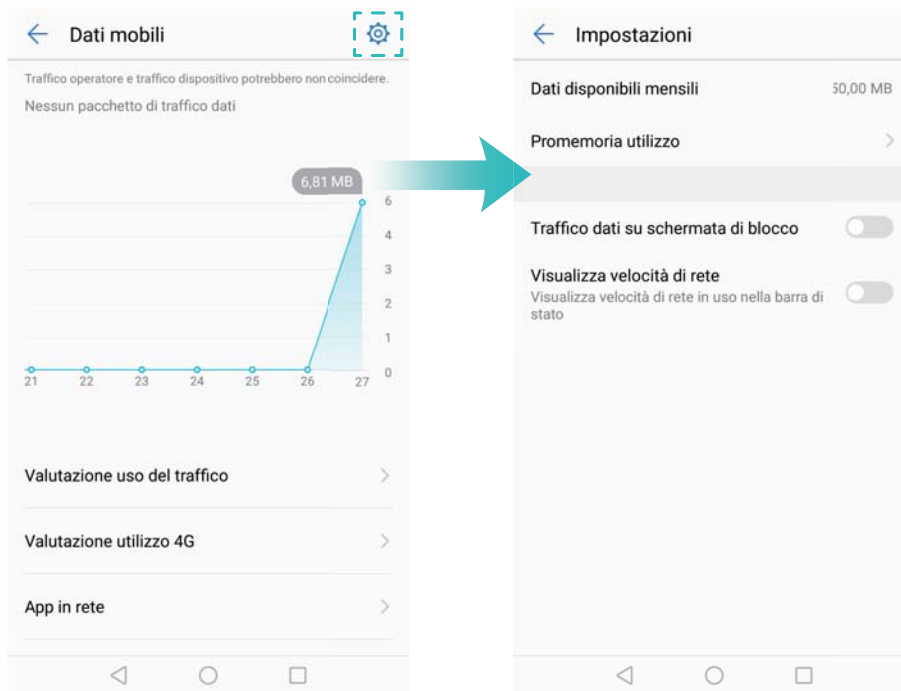 Dati mobili
Traffico operatore e traffico dispositivo potrebbero non coincidere.
Nessun pacchetto di traffico dati
6,81 MB
6
4
3
2
1
0
21 22 23 24 25 26 27
Valutazione uso del traffico
Valutazione utilizzo 4G
App in rete
Impostazioni
Dati disponibili mensili
50,00 MB
Promemoria utilizzo
Traffico dati su schermata di blocco
Visualizza velocità di rete
Visualizza velocità di rete in uso nella barra di
stato